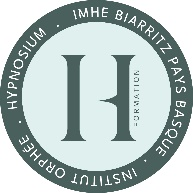 HYPNOSIUM · IMHE BIARRITZ PAYS BASQUE · INSTITUT ORPHÉE ·
H
FORMATION